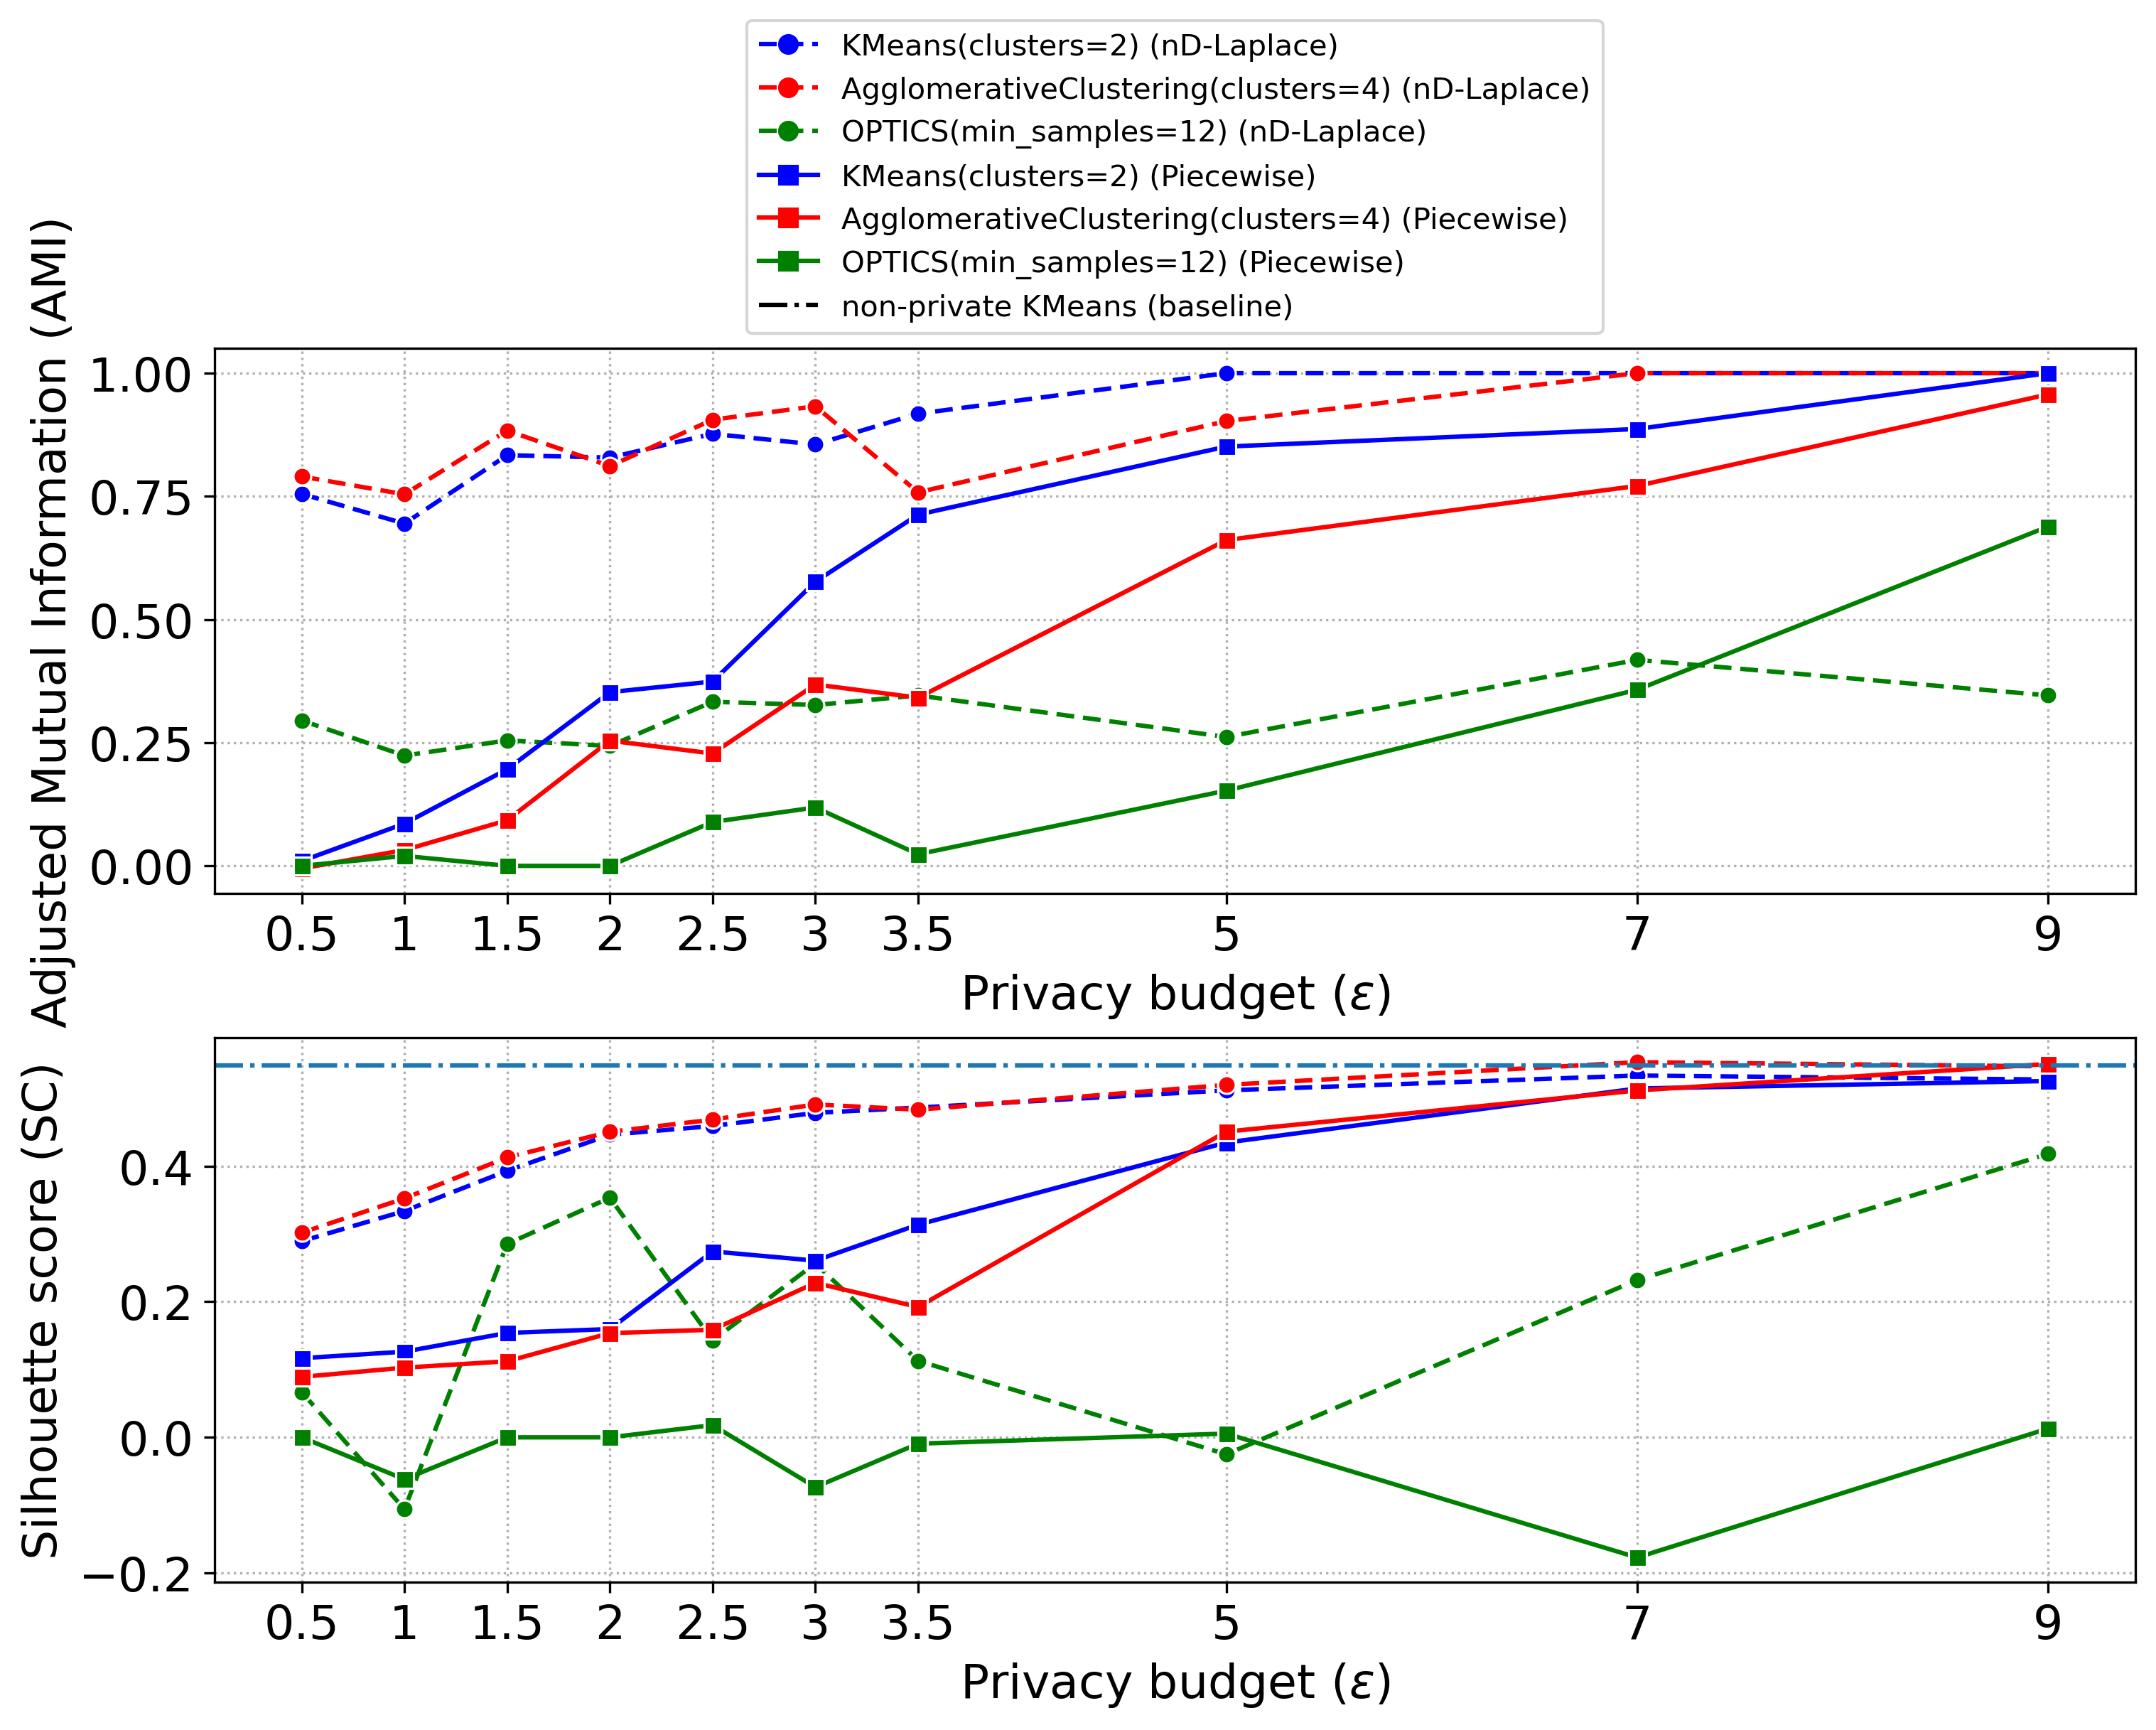 KMeans(clusters=2) (nD-Laplace)
AgglomerativeClustering(clusters=4) (nD-Laplace)
OPTICS(min_samples=12) (nD-Laplace)
KMeans(clusters=2) (Piecewise)
AgglomerativeClustering(clusters=4) (Piecewise)
OPTICS(min_samples=12) (Piecewise)
non-private KMeans (baseline)
Adjusted Mutual Information (AMI)
1.00
0.75
0.50
0.25
0.00
0.5 1 1.5 2 2.5 3 3.5 5 7 9
Privacy budget (ε)
Silhouette score (SC)
0.4
0.2
0.0
−0.2
0.5 1 1.5 2 2.5 3 3.5 5 7 9
Privacy budget (ε)